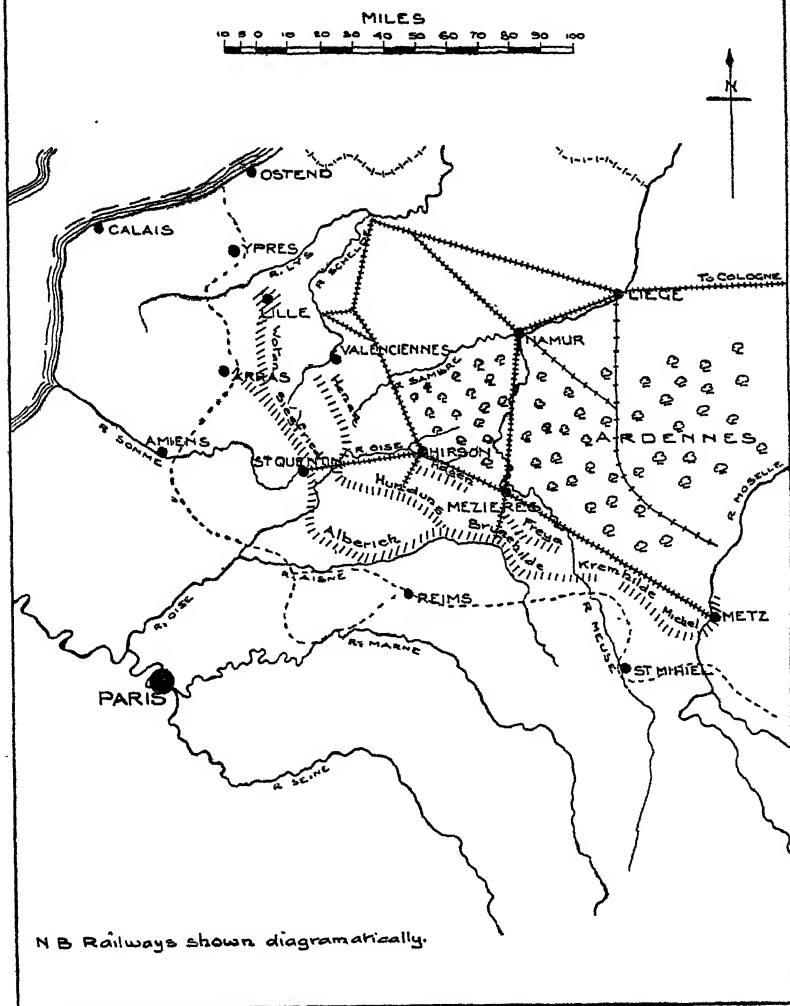 MILES
10 5 0 10 20 30 40 50 60 70 80 90 100
N
OSTEND
CALAIS
YPRES
R. LYS
R SCHELDE
To COLOGNE
LIEGE
LILLE
NAMUR
Wotan
VALENCIENNES
R SAMBRE
ARRAS
Hermann
Siegfried
ARDENNES
R SOMME
AMIENS
R OISE
HIRSON
ST QUENTIN
Hagen
R MOSELLE
Hunding
MEZIERES
Freya
Alberich
Brunehilde
R AISNE
Kremhilde
Michel
REIMS
METZ
R. OISE
R MEUSE
R. MARNE
ST MIHIEL
PARIS
R SEINE
N B Railways shown diagramatically.